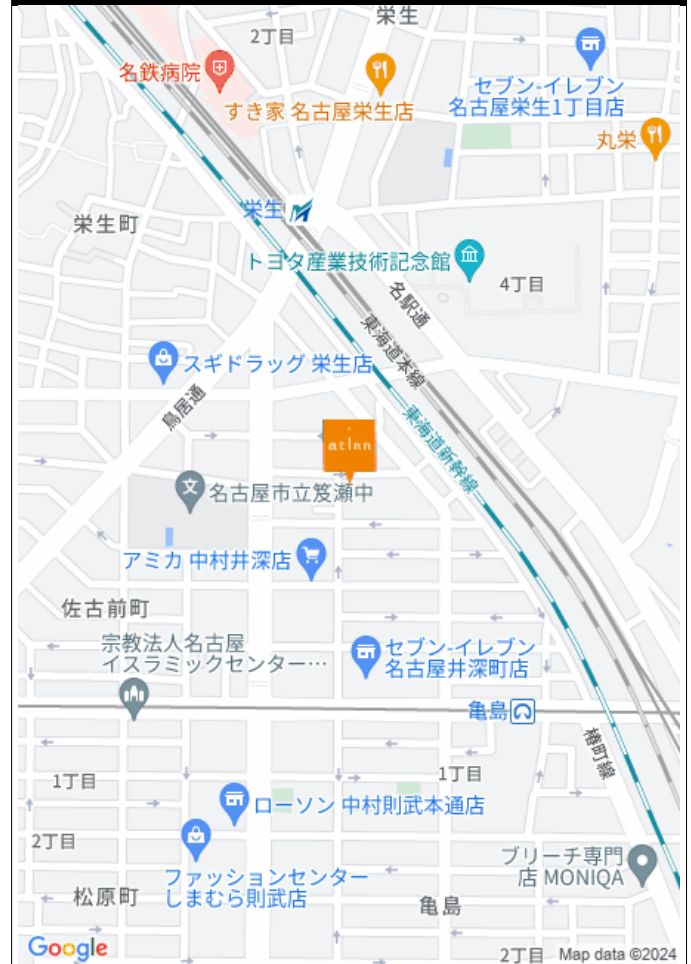 栄生
2丁目
名鉄病院
すき家 名古屋栄生店
セブン-イレブン
名古屋栄生1丁目店
丸栄
栄生
栄生町
トヨタ産業技術記念館
4丁目
名駅通
東海道本線
スギドラッグ 栄生店
鳥居通
東海道新幹線
at inn
名古屋市立笈瀬中
アミカ 中村井深店
佐古前町
宗教法人名古屋
イスラミックセンター…
セブン-イレブン
名古屋井深町店
亀島
椿町線
1丁目
1丁目
ローソン 中村則武本通店
2丁目
ファッションセンター
しまむら則武店
ブリーチ専門
店 MONIQA
松原町
亀島
Google
2丁目
Map data ©2024